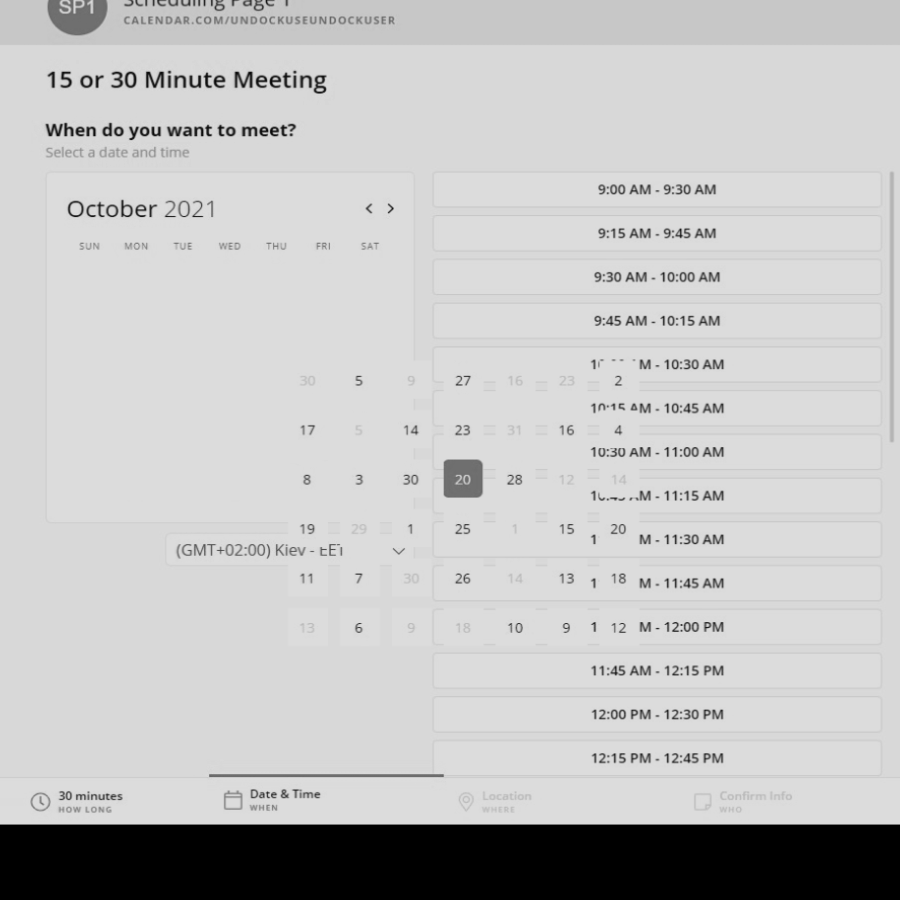 SP1
Scheduling Page 1
CALENDAR.COM/UNDOCKUSEUNDOCKUSER
15 or 30 Minute Meeting
When do you want to meet?
Select a date and time
October 2021
SUN MON TUE WED THU FRI SAT
30 5 9 27 16 23 2
17 5 14 23 31 16 4
8 3 30 20 28 12 14
19 29 1 25 1 15 20
11 7 30 26 14 13 18
13 6 9 18 10 9 12
(GMT+02:00) Kiev - EET
9:00 AM - 9:30 AM
9:15 AM - 9:45 AM
9:30 AM - 10:00 AM
9:45 AM - 10:15 AM
M - 10:30 AM
10:15 AM - 10:45 AM
10:30 AM - 11:00 AM
M - 11:15 AM
1 M - 11:30 AM
1 M - 11:45 AM
1 M - 12:00 PM
11:45 AM - 12:15 PM
12:00 PM - 12:30 PM
12:15 PM - 12:45 PM
30 minutes
HOW LONG
Date & Time
WHEN
Location
WHERE
Confirm Info
WHO